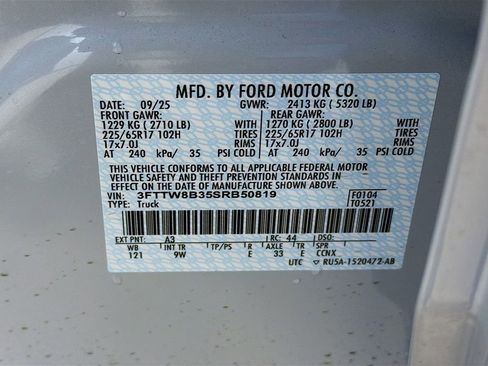 MFD. BY FORD MOTOR CO.
DATE: 09/25 GVWR: 2413 KG ( 5320 LB)
FRONT GAWR: REAR GAWR:
1229 KG ( 2710 LB) WITH 1270 KG ( 2800 LB) WITH
225/65R17 102H TIRES 225/65R17 102H TIRES
17x7.0J RIMS 17x7.0J RIMS
AT 240 kPa/ 35 PSI COLD AT 240 kPa/ 35 PSI COLD
THIS VEHICLE CONFORMS TO ALL APPLICABLE FEDERAL MOTOR
VEHICLE SAFETY AND THEFT PREVENTION STANDARDS IN EFFECT
ON THE DATE OF MANUFACTURE SHOWN ABOVE.
VIN: 3FTTW8B35SRB50819 F0104
TYPE: Truck T0521
EXT PNT: A3 RC: 44 DSO:
WB INT TR TP/PS R AXLE TR SPR
121 9W E 33 E CCNX
UTC ▽ RU5A-1520472-AB